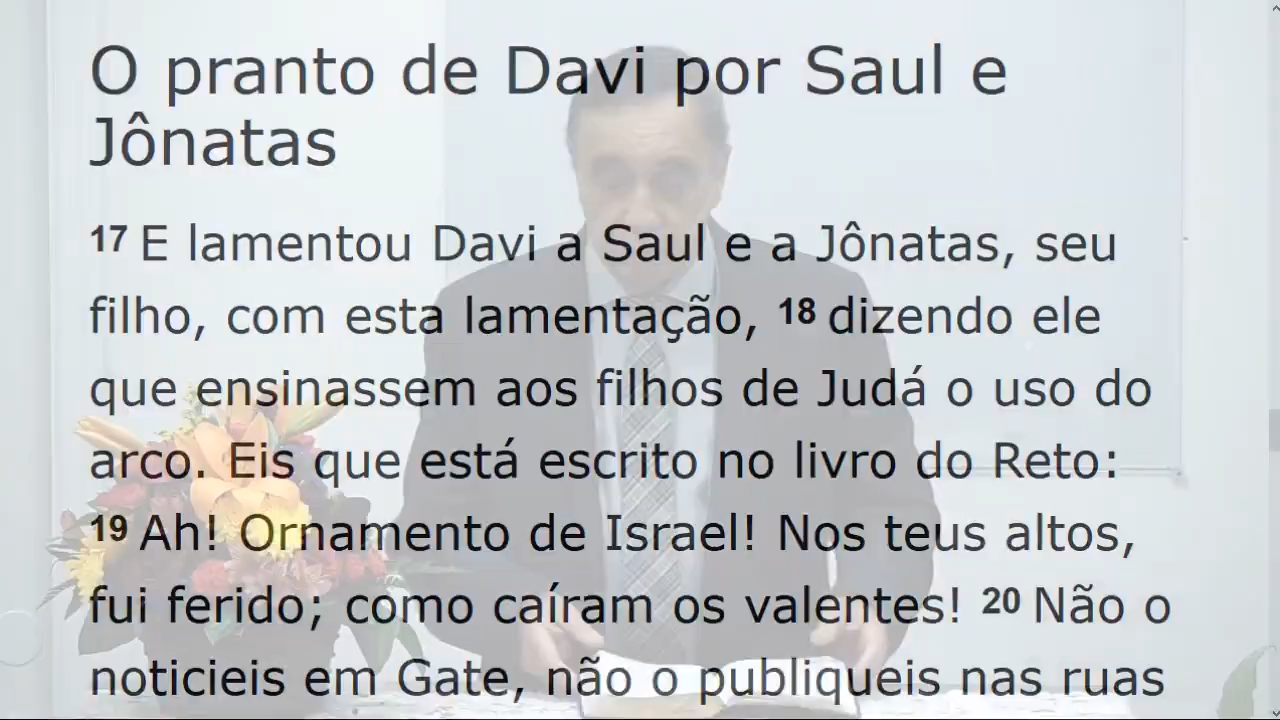 O pranto de Davi por Saul e
Jônatas
17 E lamentou Davi a Saul e a Jônatas, seu
filho, com esta lamentação, 18 dizendo ele
que ensinassem aos filhos de Judá o uso do
arco. Eis que está escrito no livro do Reto:
19 Ah! Ornamento de Israel! Nos teus altos,
fui ferido; como caíram os valentes! 20 Não o
noticieis em Gate, não o publiqueis nas ruas